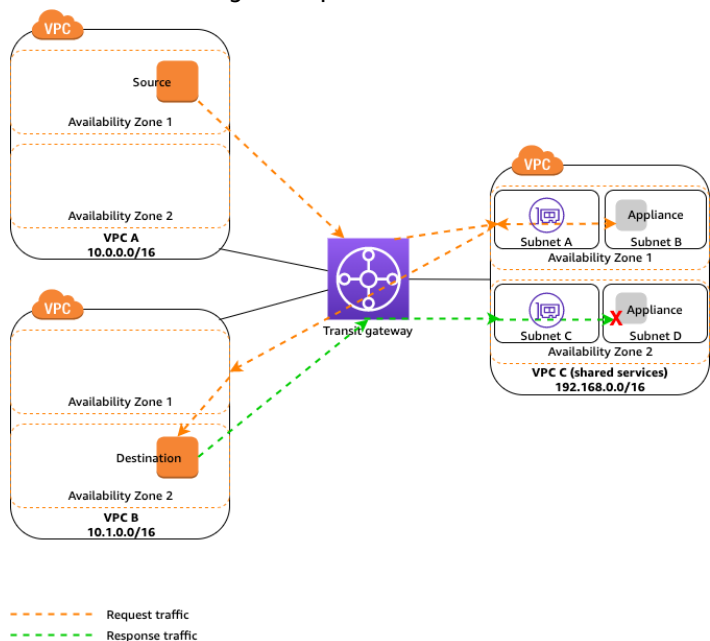 VPC
Source
Availability Zone 1
Availability Zone 2
VPC A
10.0.0.0/16
VPC
Availability Zone 1
Destination
Availability Zone 2
VPC B
10.1.0.0/16
Transit gateway
VPC
Subnet A
Appliance
Subnet B
Availability Zone 1
Subnet C
X
Appliance
Subnet D
Availability Zone 2
VPC C (shared services)
192.168.0.0/16
Request traffic
Response traffic